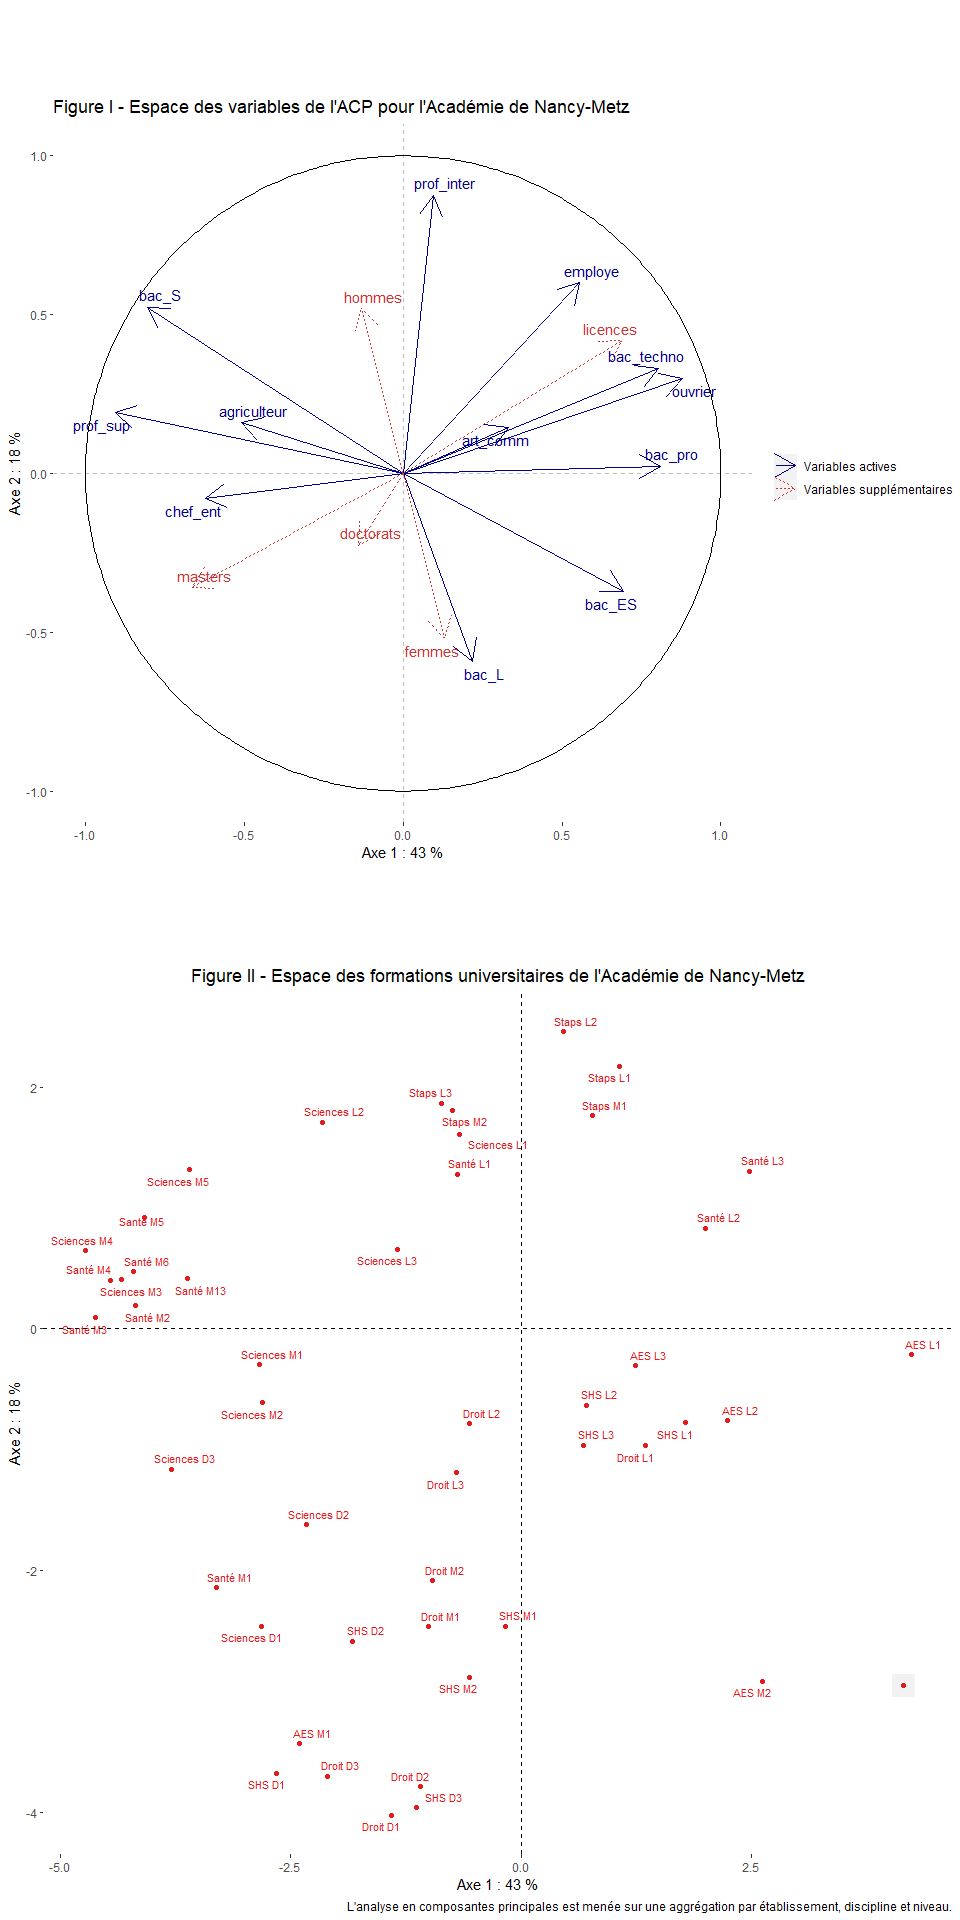 Figure I - Espace des variables de l'ACP pour l'Académie de Nancy-Metz
1.0
prof_inter
employe
bac_S
hommes
0.5
licences
bac_techno
ouvrier
agriculteur
prof_sup
art_comm
bac_pro
Variables actives
0.0
Variables supplémentaires
Axe 2 : 18 %
chef_ent
doctorats
masters
bac_ES
-0.5
femmes
bac_L
-1.0
-1.0
-0.5
0.0
0.5
1.0
Axe 1 : 43 %
Figure II - Espace des formations universitaires de l'Académie de Nancy-Metz
Staps L2
Staps L1
2
Staps L3
Staps M1
Sciences L2
Staps M2
Sciences L1
Santé L1
Santé L3
Sciences M5
Santé M5
Santé L2
Sciences M4
Santé M6
Sciences L3
Santé M4
Sciences M3
Santé M13
Santé M2
Santé M3
0
AES L1
Sciences M1
AES L3
SHS L2
Sciences M2
Droit L2
AES L2
Axe 2 : 18 %
SHS L3
SHS L1
Sciences D3
Droit L1
Droit L3
Sciences D2
-2
Droit M2
Santé M1
Droit M1
SHS M1
Sciences D1
SHS D2
SHS M2
AES M2
AES M1
Droit D3
Droit D2
SHS D1
SHS D3
-4
Droit D1
-5.0
-2.5
0.0
2.5
Axe 1 : 43 %
L'analyse en composantes principales est menée sur une aggrégation par établissement, discipline et niveau.